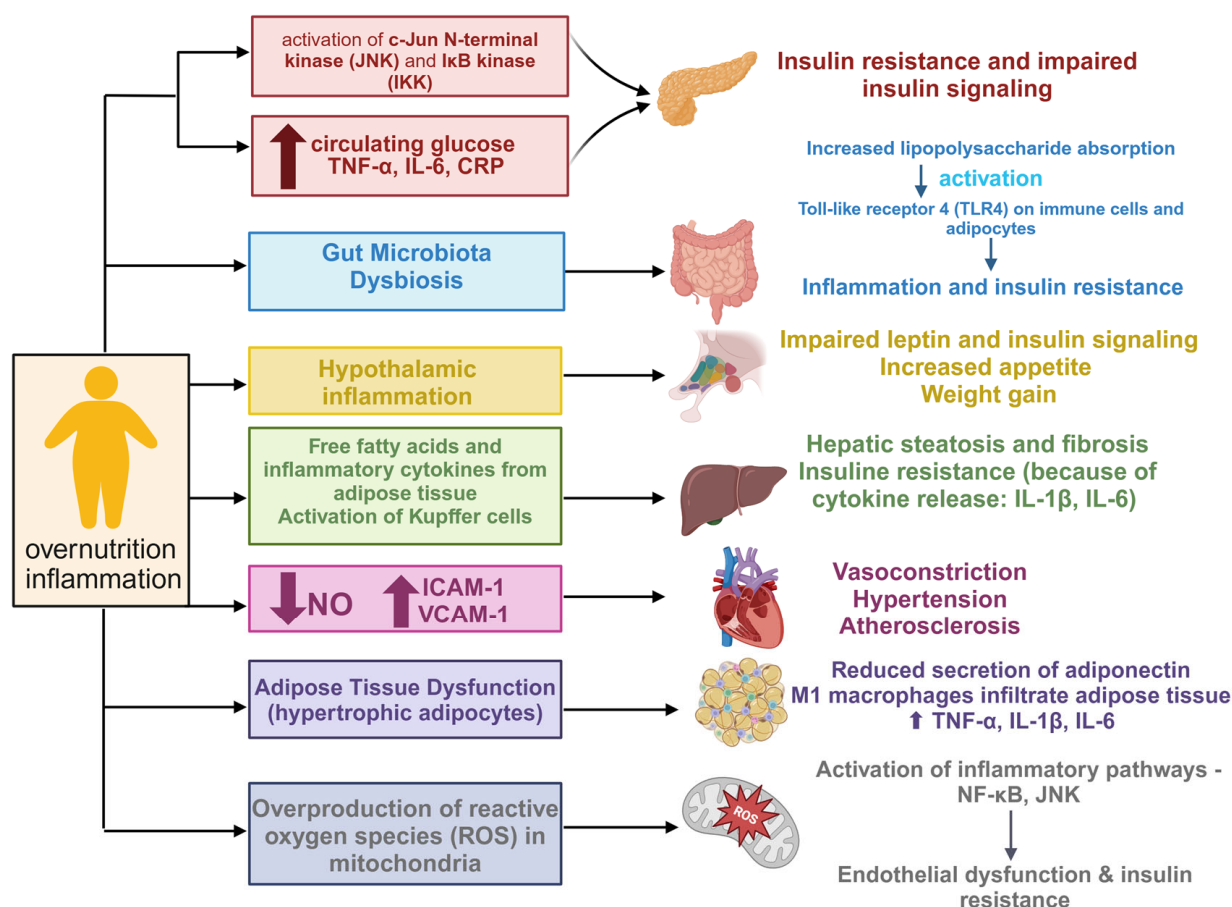 activation of c-Jun N-terminal
kinase (JNK) and IκB kinase
(IKK)
Insulin resistance and impaired
insulin signaling
circulating glucose
TNF-α, IL-6, CRP
Increased lipopolysaccharide absorption
activation
Toll-like receptor 4 (TLR4) on immune cells and
adipocytes
Inflammation and insulin resistance
Gut Microbiota
Dysbiosis
Hypothalamic
inflammation
Impaired leptin and insulin signaling
Increased appetite
Weight gain
overnutrition
inflammation
Free fatty acids and
inflammatory cytokines from
adipose tissue
Activation of Kupffer cells
Hepatic steatosis and fibrosis
Insuline resistance (because of
cytokine release: IL-1β, IL-6)
NO
ICAM-1
VCAM-1
Vasoconstriction
Hypertension
Atherosclerosis
Adipose Tissue Dysfunction
(hypertrophic adipocytes)
Reduced secretion of adiponectin
M1 macrophages infiltrate adipose tissue
⬆ TNF-α, IL-1β, IL-6
Overproduction of reactive
oxygen species (ROS) in
mitochondria
ROS
Activation of inflammatory pathways -
NF-κB, JNK
Endothelial dysfunction & insulin
resistance